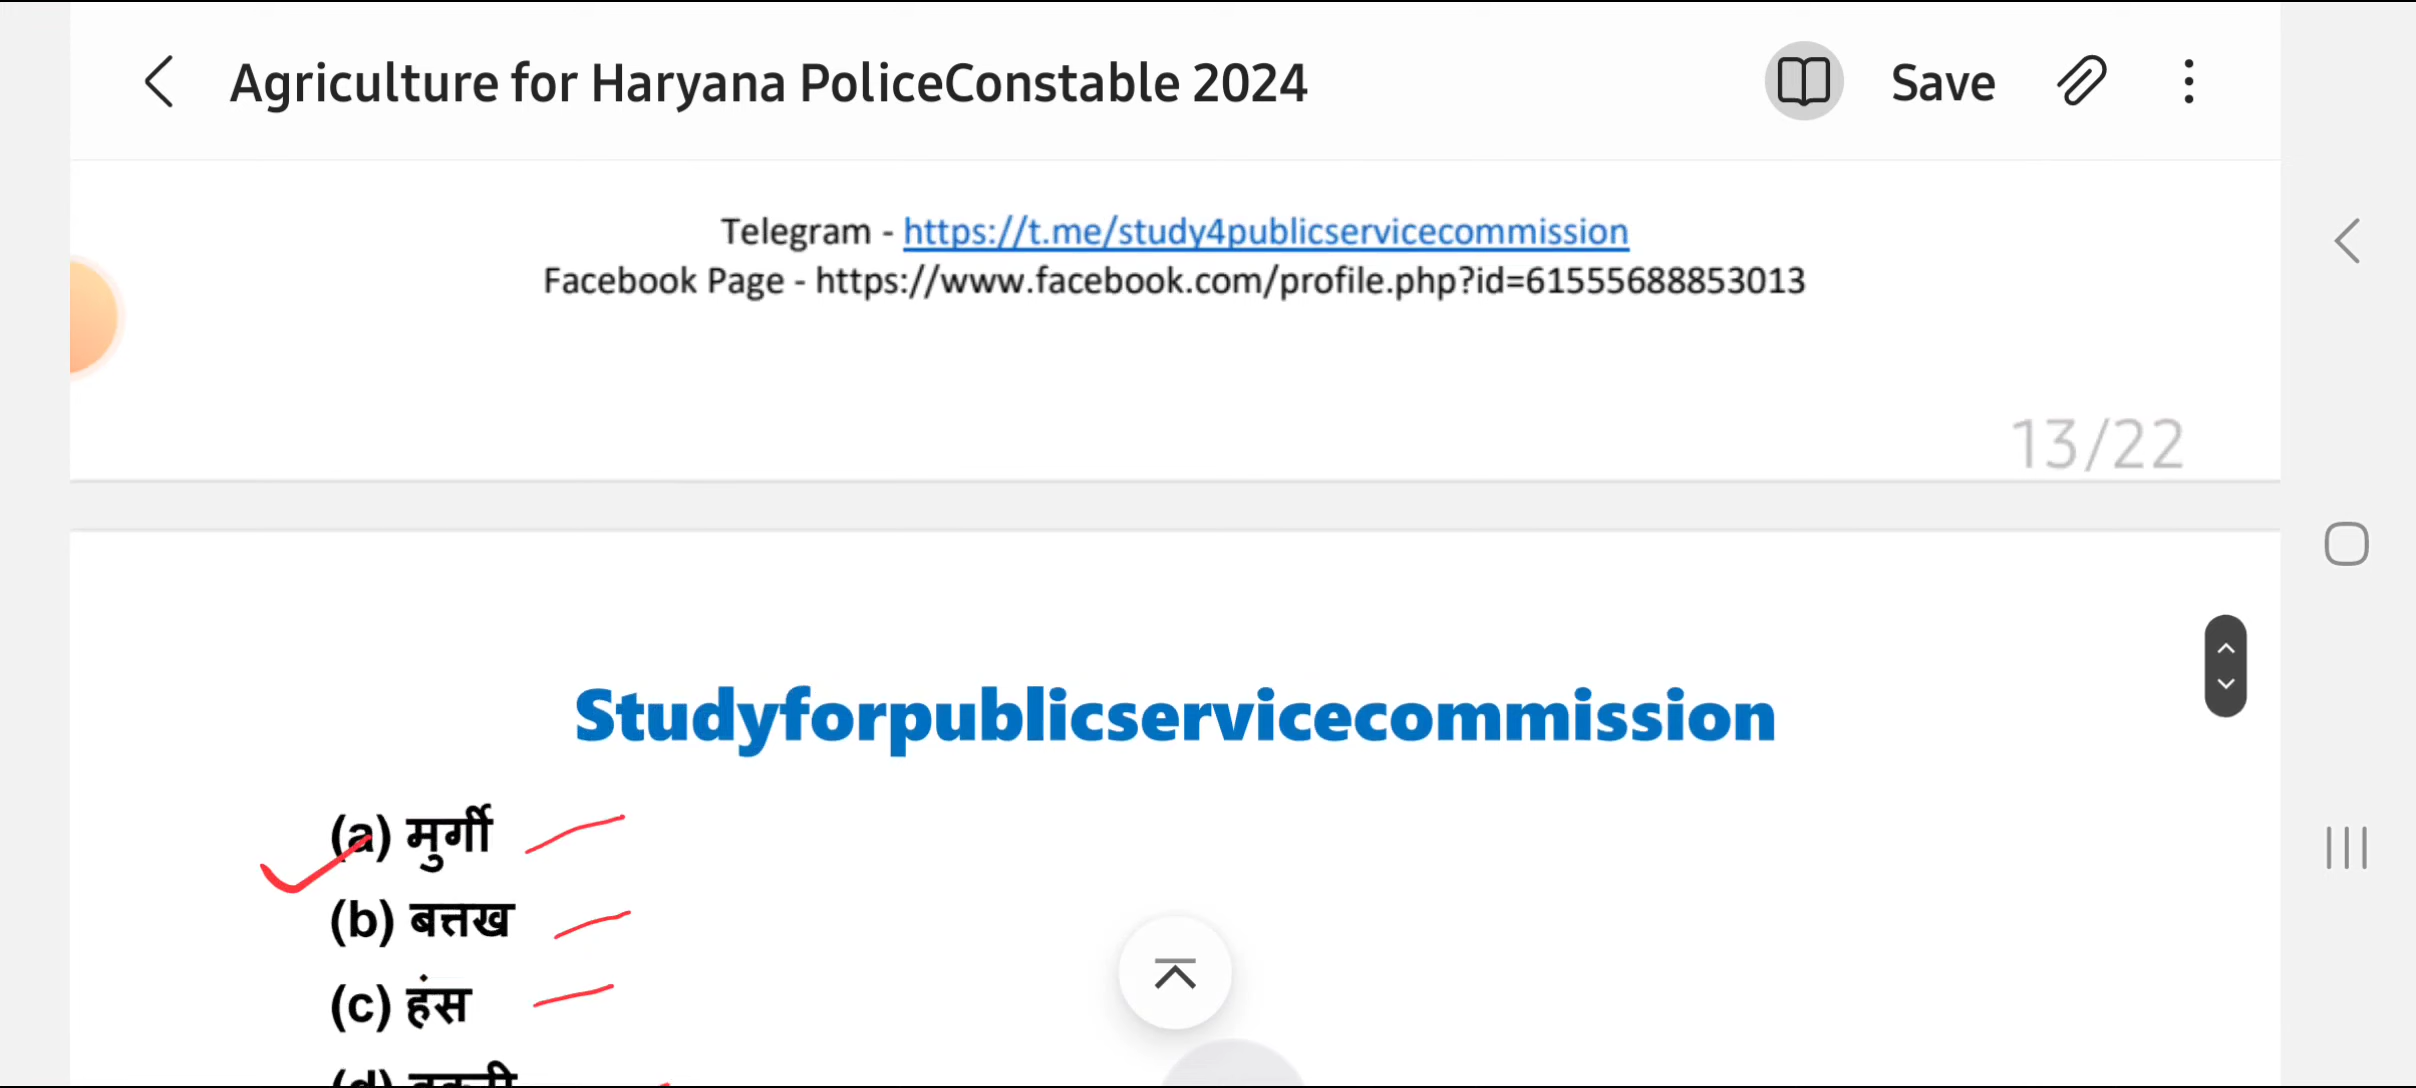 Agriculture for Haryana PoliceConstable 2024
Save
Telegram - https://t.me/study4publicservicecommission
Facebook Page - https://www.facebook.com/profile.php?id=61555688853013
13/22
Studyforpublicservicecommission
(a) मुर्गी
(b) बत्तख
(c) हंस
(d)